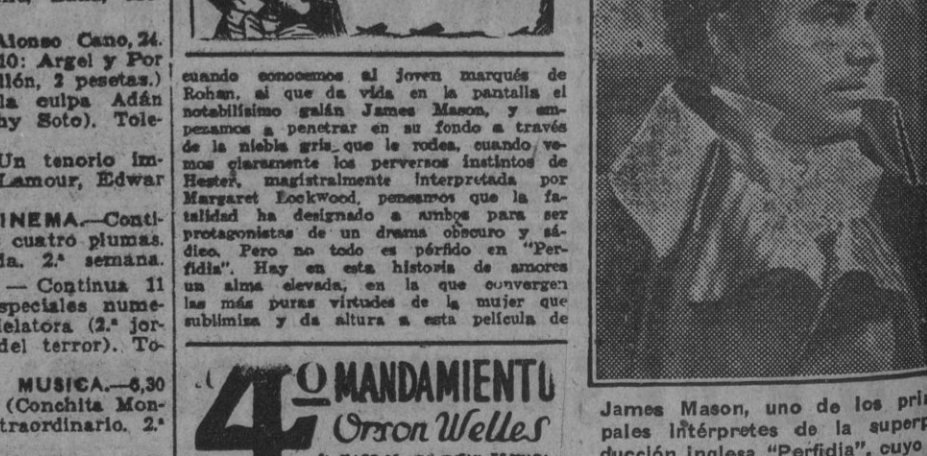 Alonso Cano, 24.
10: Argel y Por
llón, 2 pesetas.)
la culpa Adán
hy Soto). Tole-
Un tenorio im-
Lamour, Edwar
INEMA.—Conti-
cuatro plumas.
da. 2.ª semana.
— Continua 11
speciales nume-
elatora (2.ª jor-
del terror). To-
MUSICA.—6,30
(Conchita Mon-
traordinario. 2.ª
cuando conocemos al joven marqués de
Rohan, al que da vida en la pantalla el
notabilísimo galán James Mason, y em-
pezamos a penetrar en su fondo a través
de la niebla gris que le rodea, cuando ve-
mos claramente los perversos instintos de
Hester, magistralmente interpretada por
Margaret Lockwood, pensamos que la fa-
talidad ha designado a ambos para ser
protagonistas de un drama obscuro y sá-
dico. Pero no todo es pérfido en "Per-
fidia". Hay en esta historia de amores
un alma elevada, en la que convergen
las más puras virtudes de la mujer que
sublimiza y da altura a esta película de
4º MANDAMIENTO
Orson Welles
James Mason, uno de los prin
pales intérpretes de la superp
ducción inglesa "Perfidia", cuyo